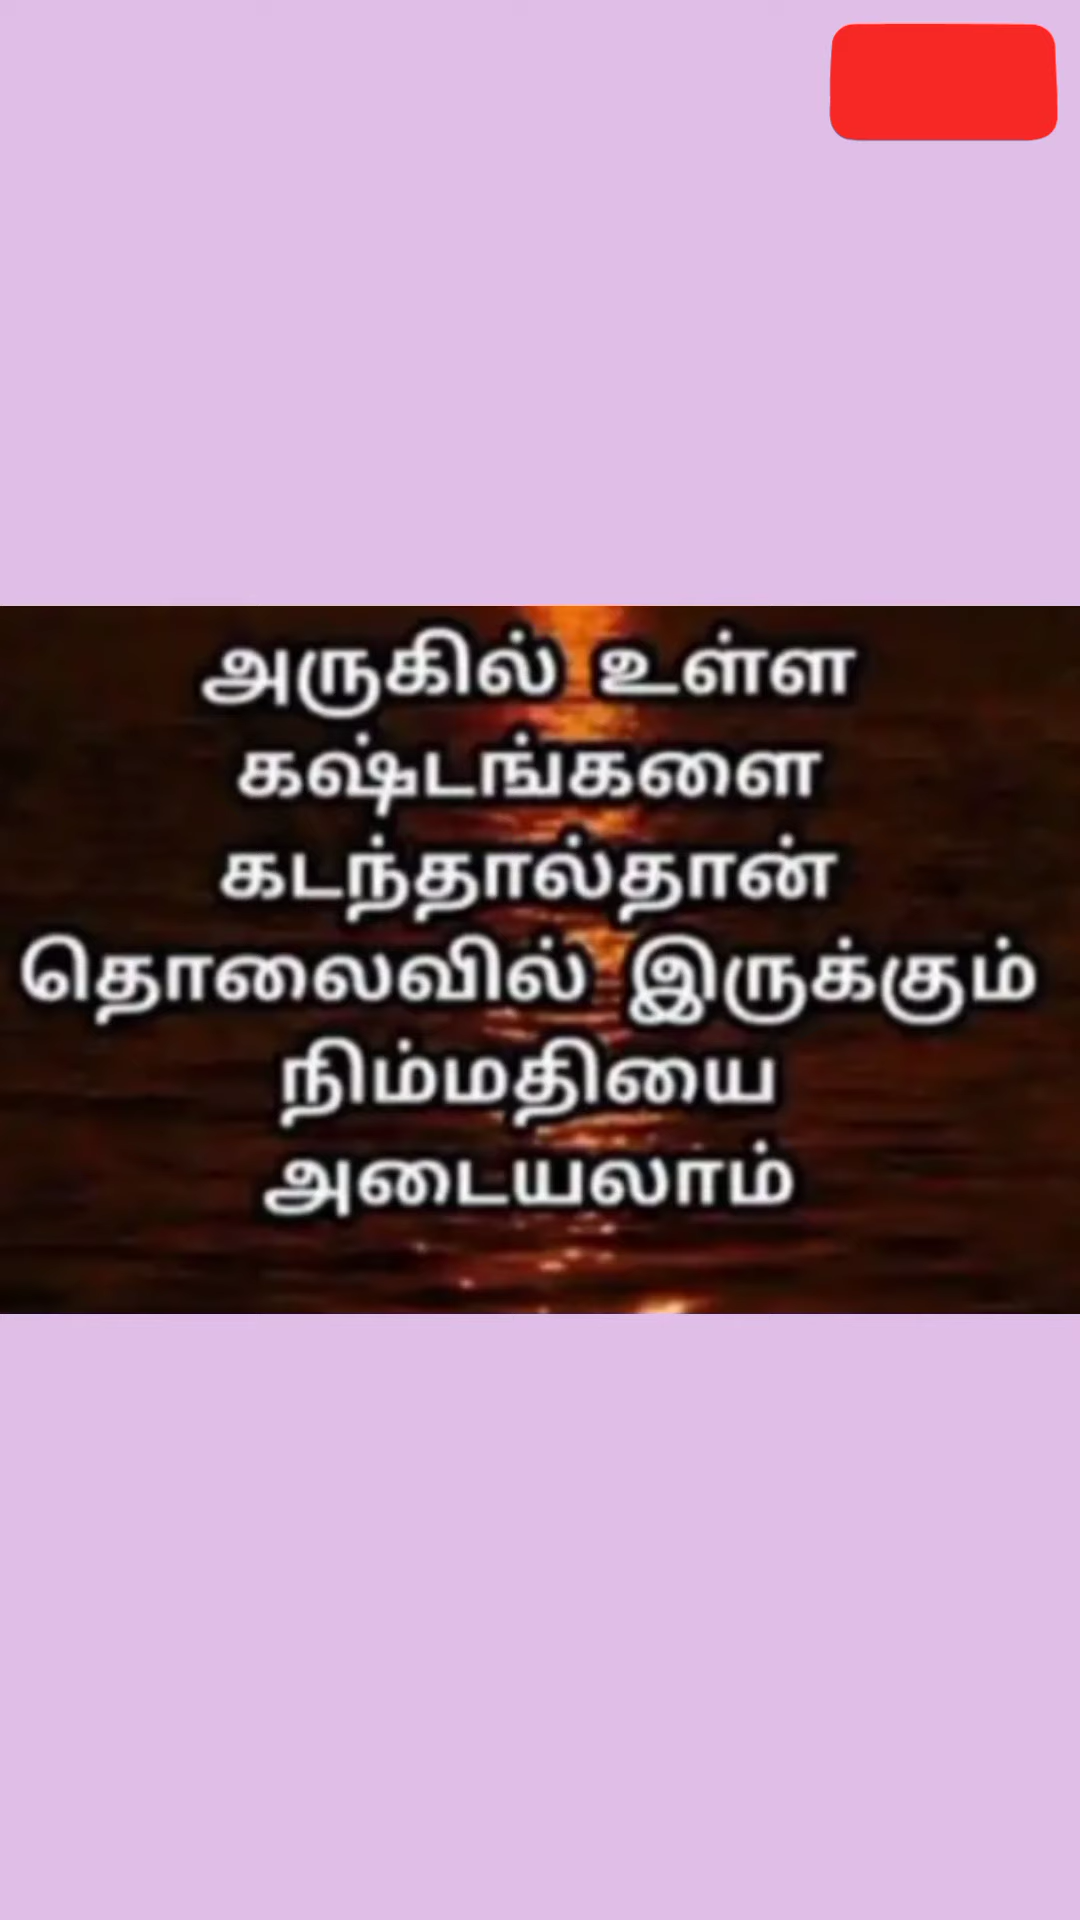 அருகில் உள்ள
கஷ்டங்களை
கடந்தால்தான்
தொலைவில் இருக்கும்
நிம்மதியை
அடையலாம்